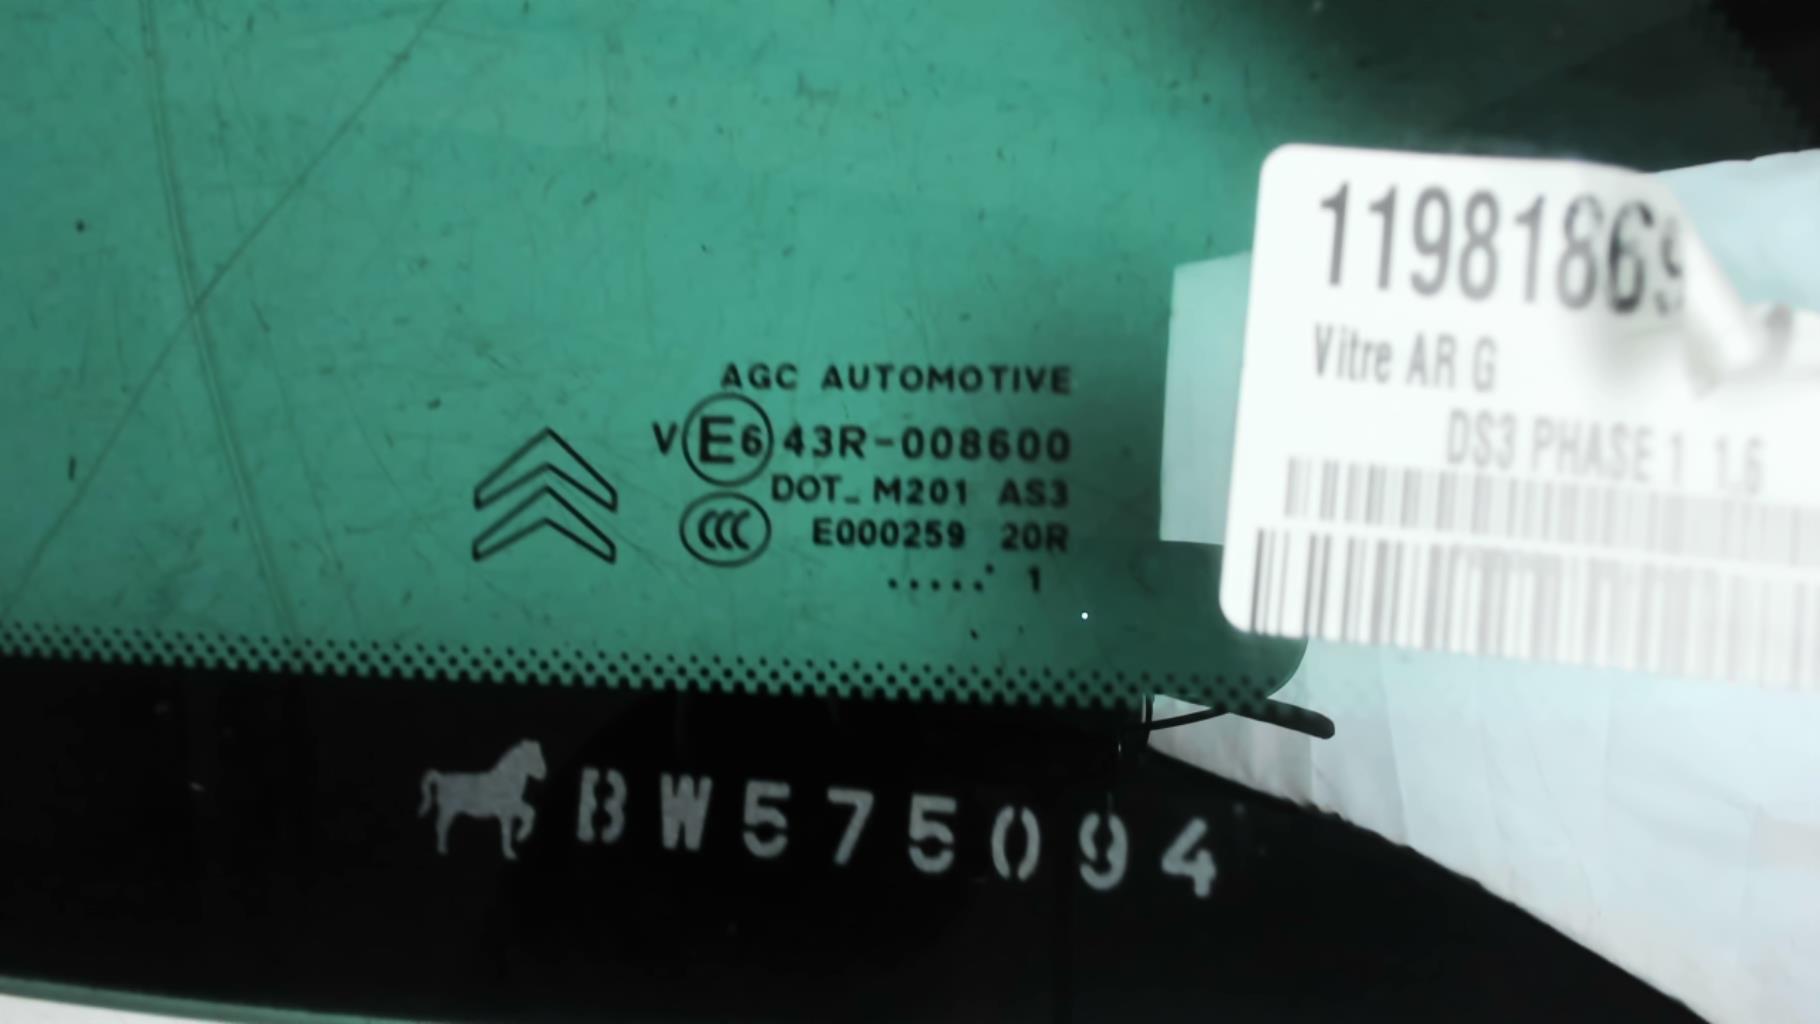 11981869
Vitre AR G
DS3 PHASE 1 1.6
AGC AUTOMOTIVE
V E6 43R-008600
DOT_ M201 AS3
CCC E000259 20R
...... 1
BW575094